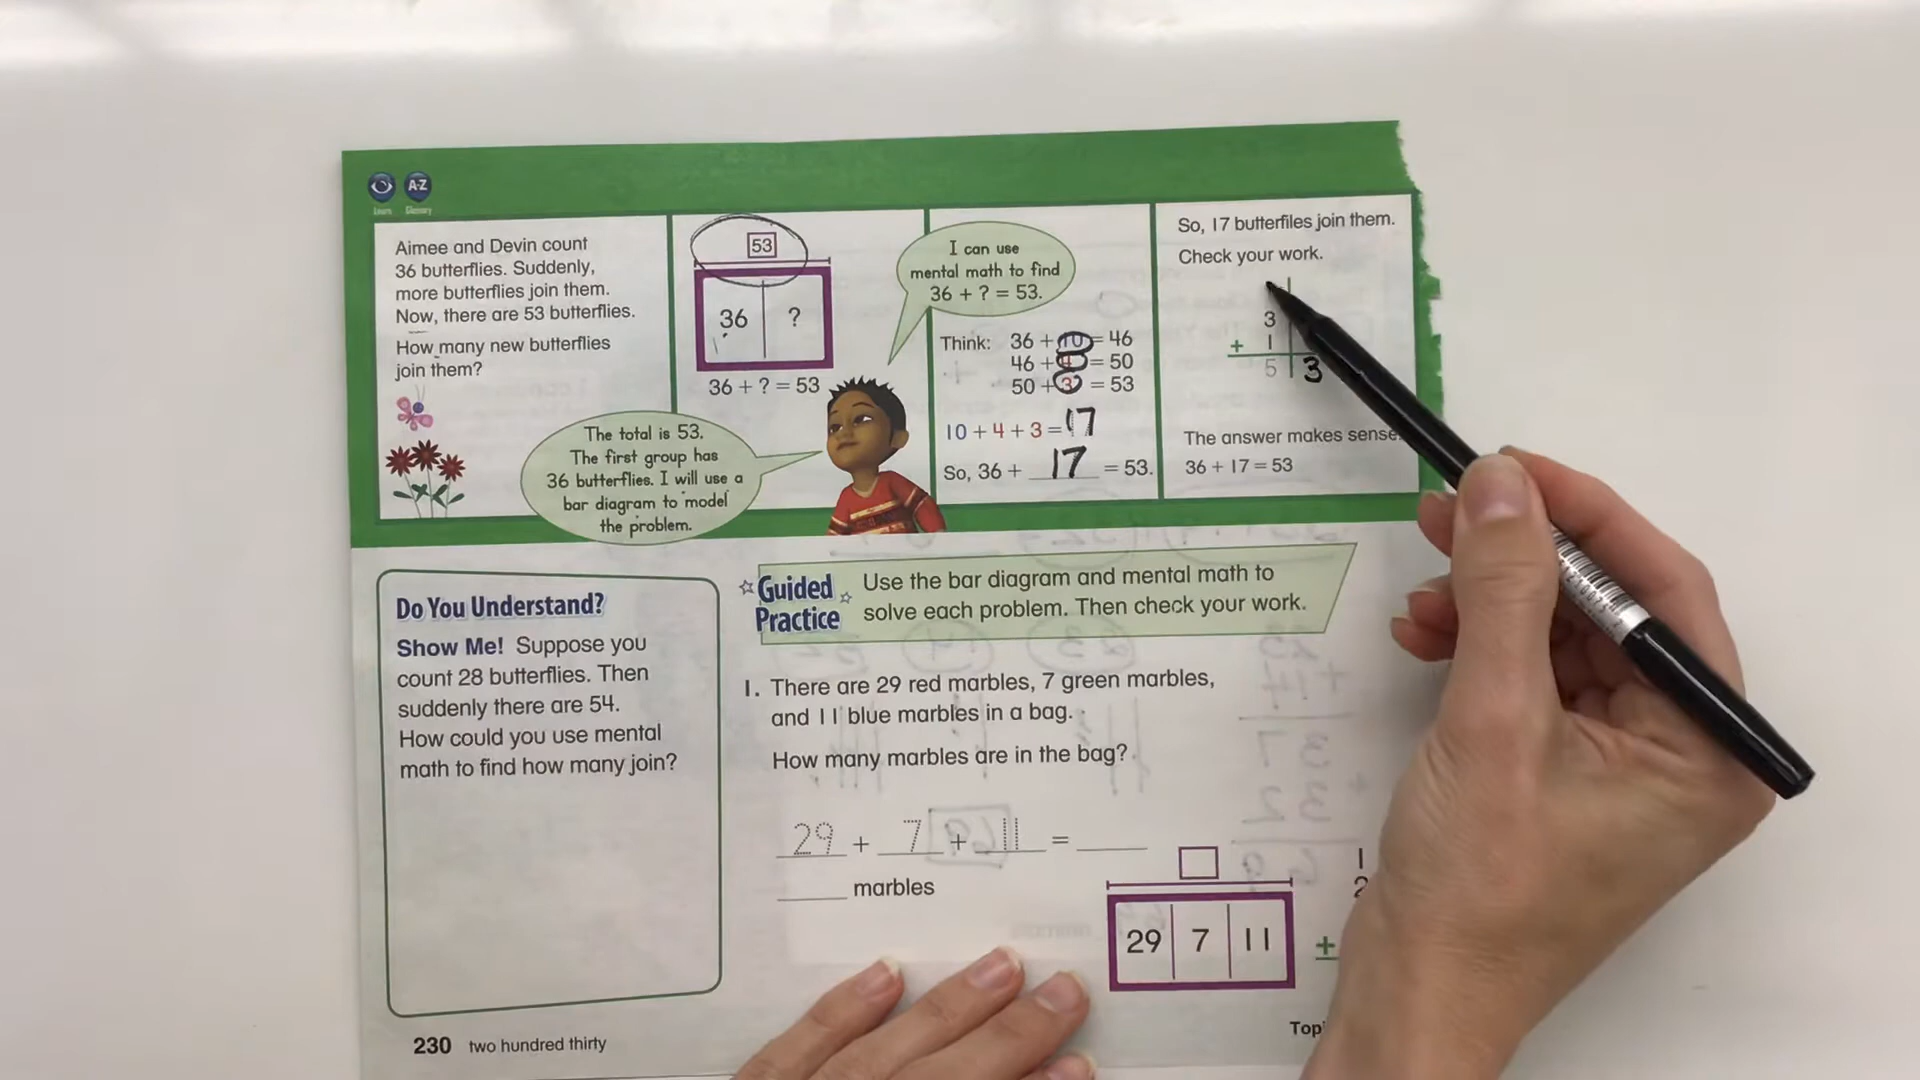 A-Z
Learn Glossary
Aimee and Devin count
36 butterflies. Suddenly,
more butterflies join them.
Now, there are 53 butterflies.
How many new butterflies
join them?
53
36 ?
36 + ? = 53
The total is 53.
The first group has
36 butterflies. I will use a
bar diagram to model
the problem.
I can use
mental math to find
36 + ? = 53.
Think: 36 + 10 = 46
46 + 4 = 50
50 + 3 = 53
10 + 4 + 3 = 17
So, 36 + 17 = 53.
So, 17 butterfiles join them.
Check your work.
3
+ 1
5 3
The answer makes sense.
36 + 17 = 53
Do You Understand?
Show Me! Suppose you
count 28 butterflies. Then
suddenly there are 54.
How could you use mental
math to find how many join?
Guided
Practice
Use the bar diagram and mental math to
solve each problem. Then check your work.
1. There are 29 red marbles, 7 green marbles,
and 11 blue marbles in a bag.
How many marbles are in the bag?
29 + 7 + 11 =
marbles
29 7 11
1
2
+
230 two hundred thirty